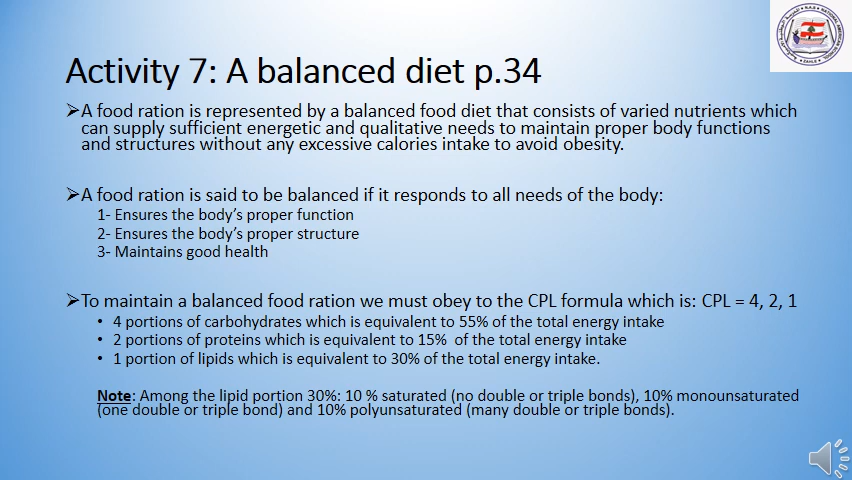 Activity 7: A balanced diet p.34
➢A food ration is represented by a balanced food diet that consists of varied nutrients which
can supply sufficient energetic and qualitative needs to maintain proper body functions
and structures without any excessive calories intake to avoid obesity.
➢A food ration is said to be balanced if it responds to all needs of the body:
1- Ensures the body's proper function
2- Ensures the body's proper structure
3- Maintains good health
➢To maintain a balanced food ration we must obey to the CPL formula which is: CPL = 4, 2, 1
• 4 portions of carbohydrates which is equivalent to 55% of the total energy intake
• 2 portions of proteins which is equivalent to 15%  of the total energy intake
• 1 portion of lipids which is equivalent to 30% of the total energy intake.
Note: Among the lipid portion 30%: 10 % saturated (no double or triple bonds), 10% monounsaturated
(one double or triple bond) and 10% polyunsaturated (many double or triple bonds).